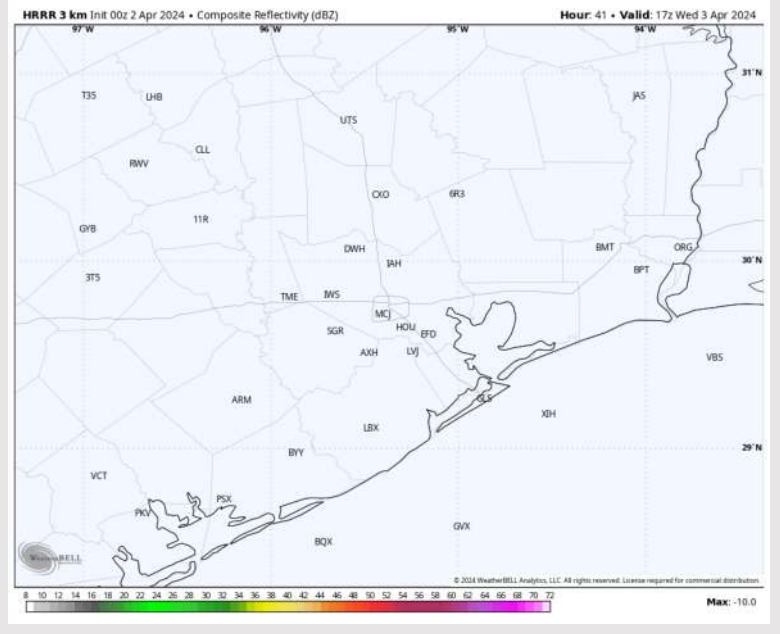 HRRR 3 km Init 00z 2 Apr 2024 • Composite Reflectivity (dBZ) Hour: 41 • Valid: 17z Wed 3 Apr 2024
97°W 96°W 95°W 94°W
31°N
T35 LHB JAS
UTS
CLL
RWV
CXO 6R3
11R
GYB
DWH BMT ORG
30°N
IAH BPT
3T5
TME IWS
MCJ
SGR HOU EFD
AXH LVJ VBS
ARM GLS
XIH
LBX
29°N
BYY
VCT
PSX
PKV
GVX
BQX
WeatherBELL
© 2024 WeatherBELL Analytics, LLC. All rights reserved. License required for commercial distribution.
8 10 12 14 16 17 18 20 22 24 26 28 30 32 34 36 38 40 42 44 46 48 50 52 54 56 58 60 62 64 66 68 70 72
Max: -10.0